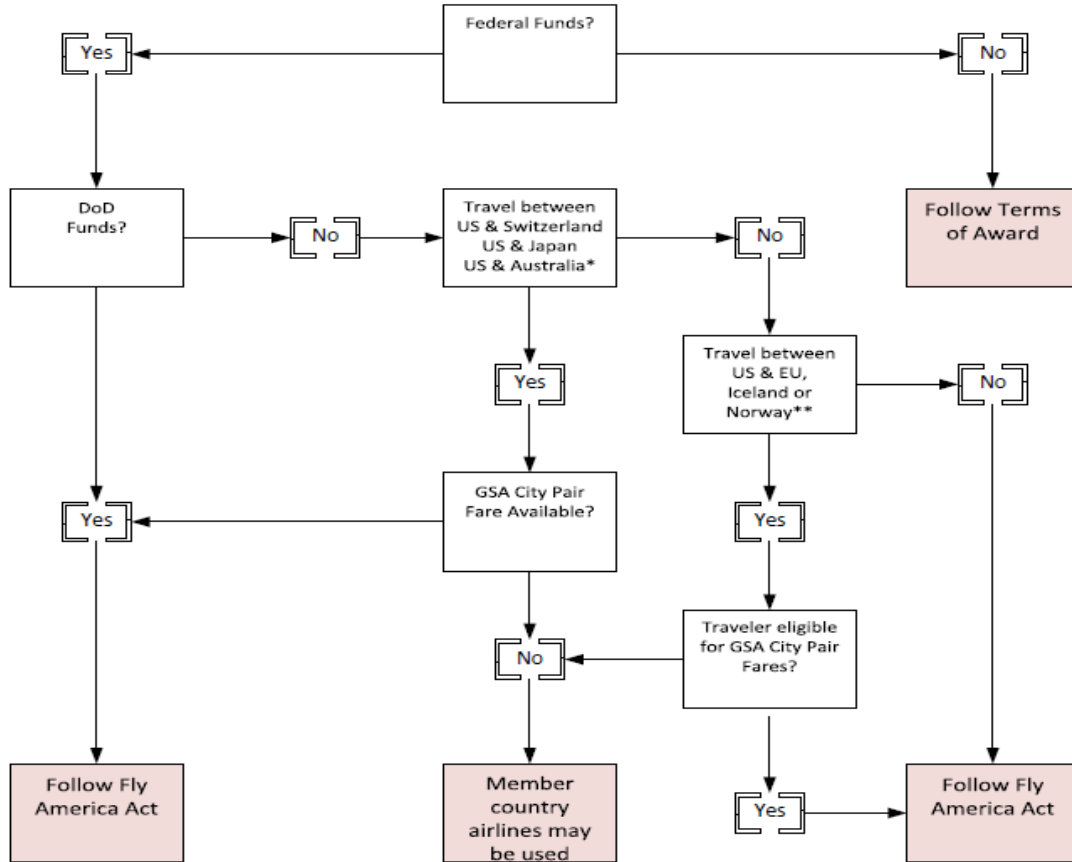 Federal Funds?
Yes
No
DoD
Funds?
No
Travel between
US & Switzerland
US & Japan
US & Australia*
No
Follow Terms
of Award
Travel between
US & EU,
Iceland or
Norway**
No
Yes
GSA City Pair
Fare Available?
Yes
Yes
Traveler eligible
for GSA City Pair
Fares?
No
Follow Fly
America Act
Member
country
airlines may
be used
Yes
Follow Fly
America Act